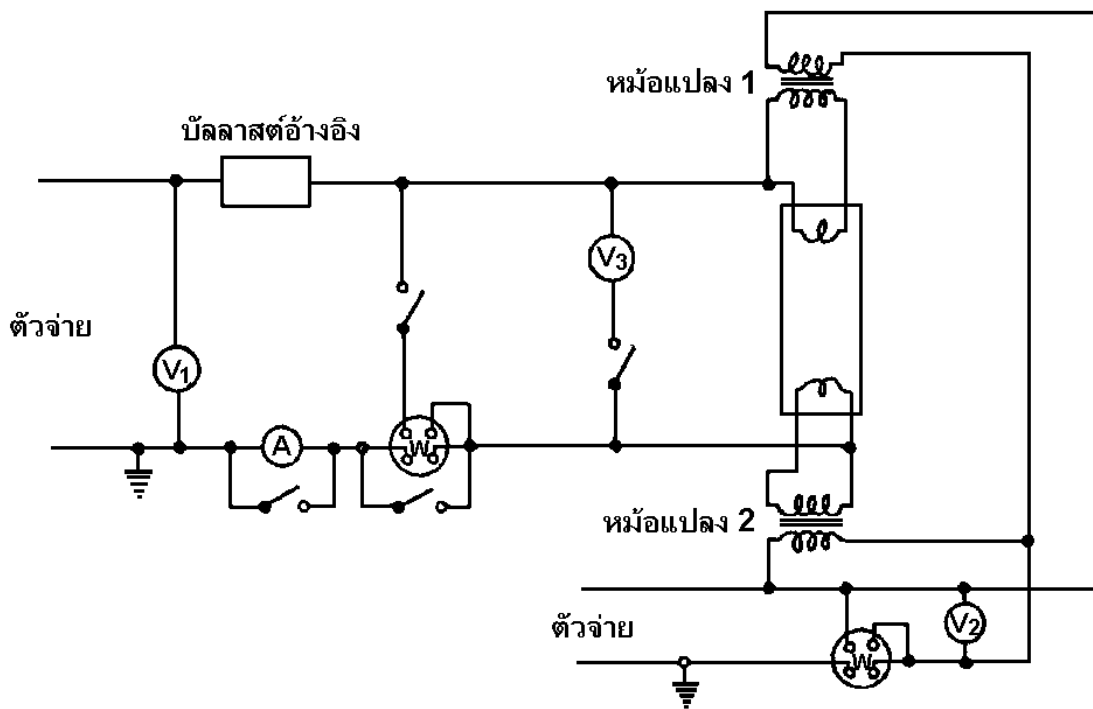 หม้อแปลง 1
บัลลาสต์อ้างอิง
V3
ตัวจ่าย
V1
A
W
หม้อแปลง 2
ตัวจ่าย
V2
W